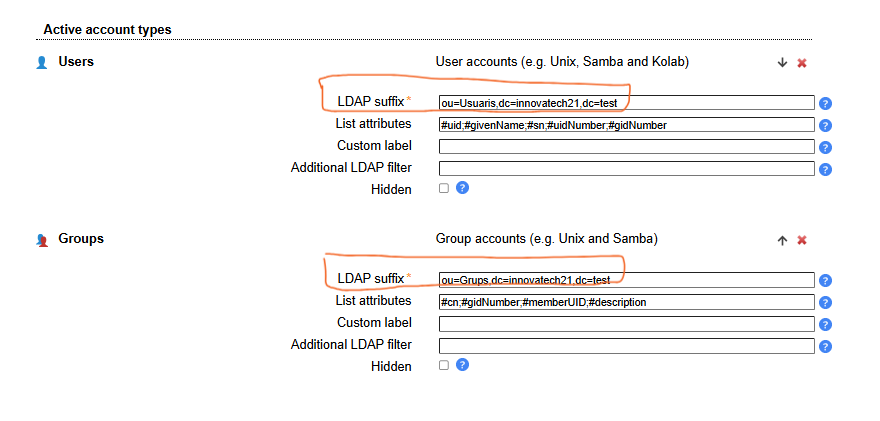 Active account types
Users User accounts (e.g. Unix, Samba and Kolab)
LDAP suffix* ou=Usuaris,dc=innovatech21,dc=test
List attributes #uid;#givenName;#sn;#uidNumber;#gidNumber
Custom label
Additional LDAP filter
Hidden
Groups Group accounts (e.g. Unix and Samba)
LDAP suffix* ou=Grups,dc=innovatech21,dc=test
List attributes #cn;#gidNumber;#memberUID;#description
Custom label
Additional LDAP filter
Hidden